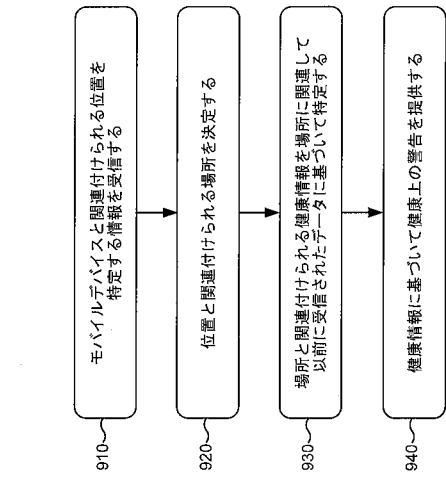 910
モバイルデバイスと関連付けられる位置を
特定する情報を受信する
920
位置と関連付けられる場所を決定する
930
場所と関連付けられる健康情報を場所に関連して
以前に受信されたデータに基づいて特定する
940
健康情報に基づいて健康上の警告を提供する